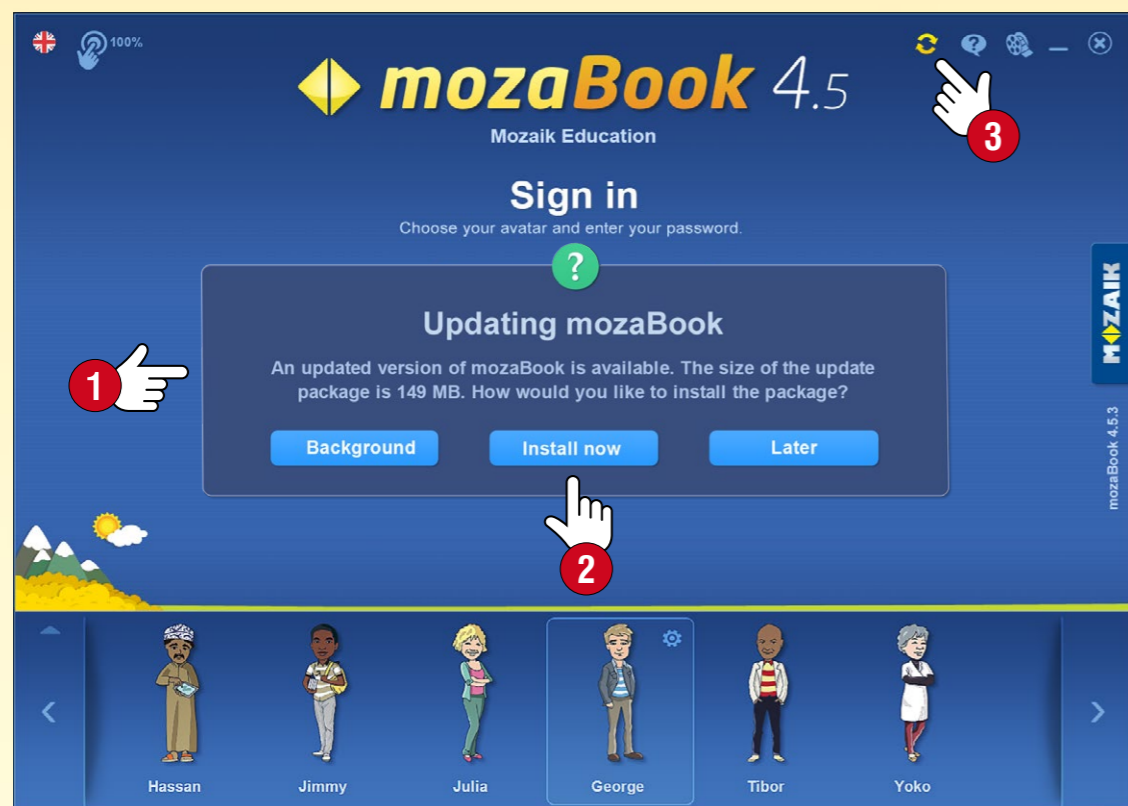 100%
mozaBook 4.5
Mozaik Education
3
Sign in
Choose your avatar and enter your password.
?
Updating mozaBook
An updated version of mozaBook is available. The size of the update
package is 149 MB. How would you like to install the package?
1
Background
Install now
Later
2
MOZAIK
mozaBook 4.5.3
Hassan
Jimmy
Julia
George
Tibor
Yoko